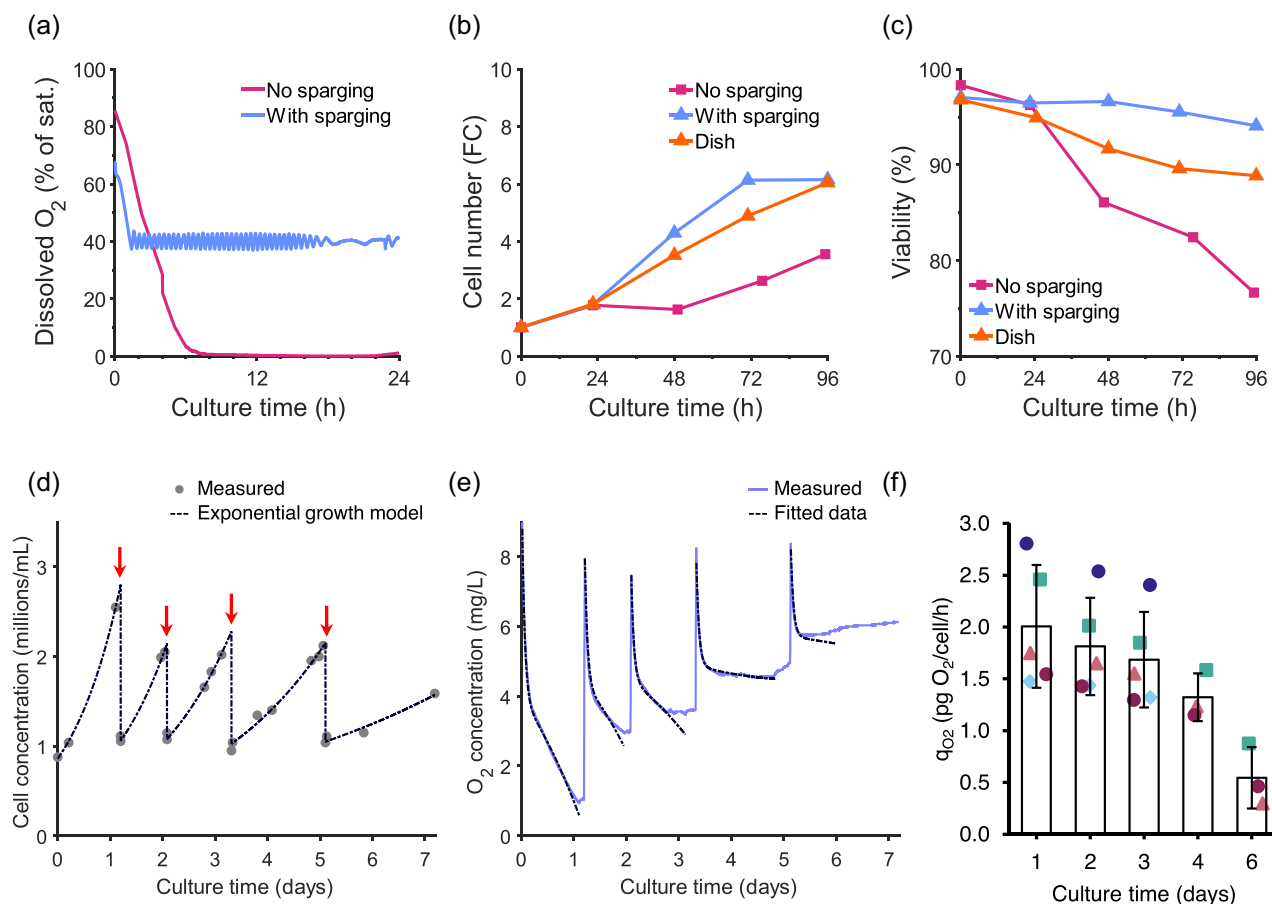 (a)
Dissolved O2 (% of sat.)
100
80
60
40
20
0
No sparging
With sparging
0 12 24
Culture time (h)
(b)
Cell number (FC)
10
8
6
4
2
0
No sparging
With sparging
Dish
0 24 48 72 96
Culture time (h)
(c)
Viability (%)
100
90
80
70
No sparging
With sparging
Dish
0 24 48 72 96
Culture time (h)
(d)
Measured
Exponential growth model
Cell concentration (millions/mL)
3
2
1
0
0 1 2 3 4 5 6 7
Culture time (days)
(e)
Measured
Fitted data
O2 concentration (mg/L)
8
6
4
2
0
0 1 2 3 4 5 6 7
Culture time (days)
(f)
qO2 (pg O2/cell/h)
3.0
2.5
2.0
1.5
1.0
0.5
0.0
1 2 3 4 6
Culture time (days)